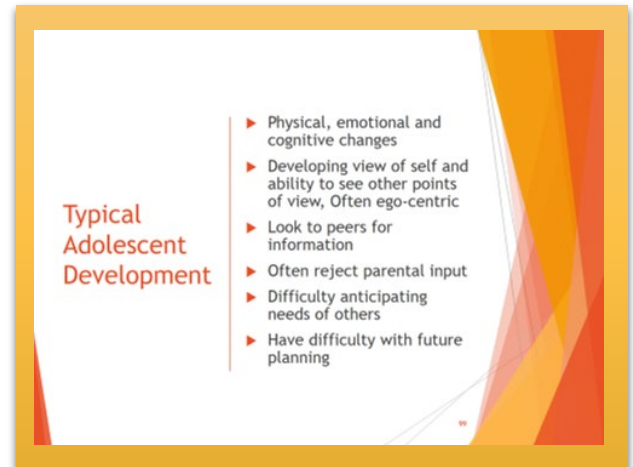 Typical
Adolescent
Development
Physical, emotional and
cognitive changes
Developing view of self and
ability to see other points
of view, Often ego-centric
Look to peers for
information
Often reject parental input
Difficulty anticipating
needs of others
Have difficulty with future
planning
99